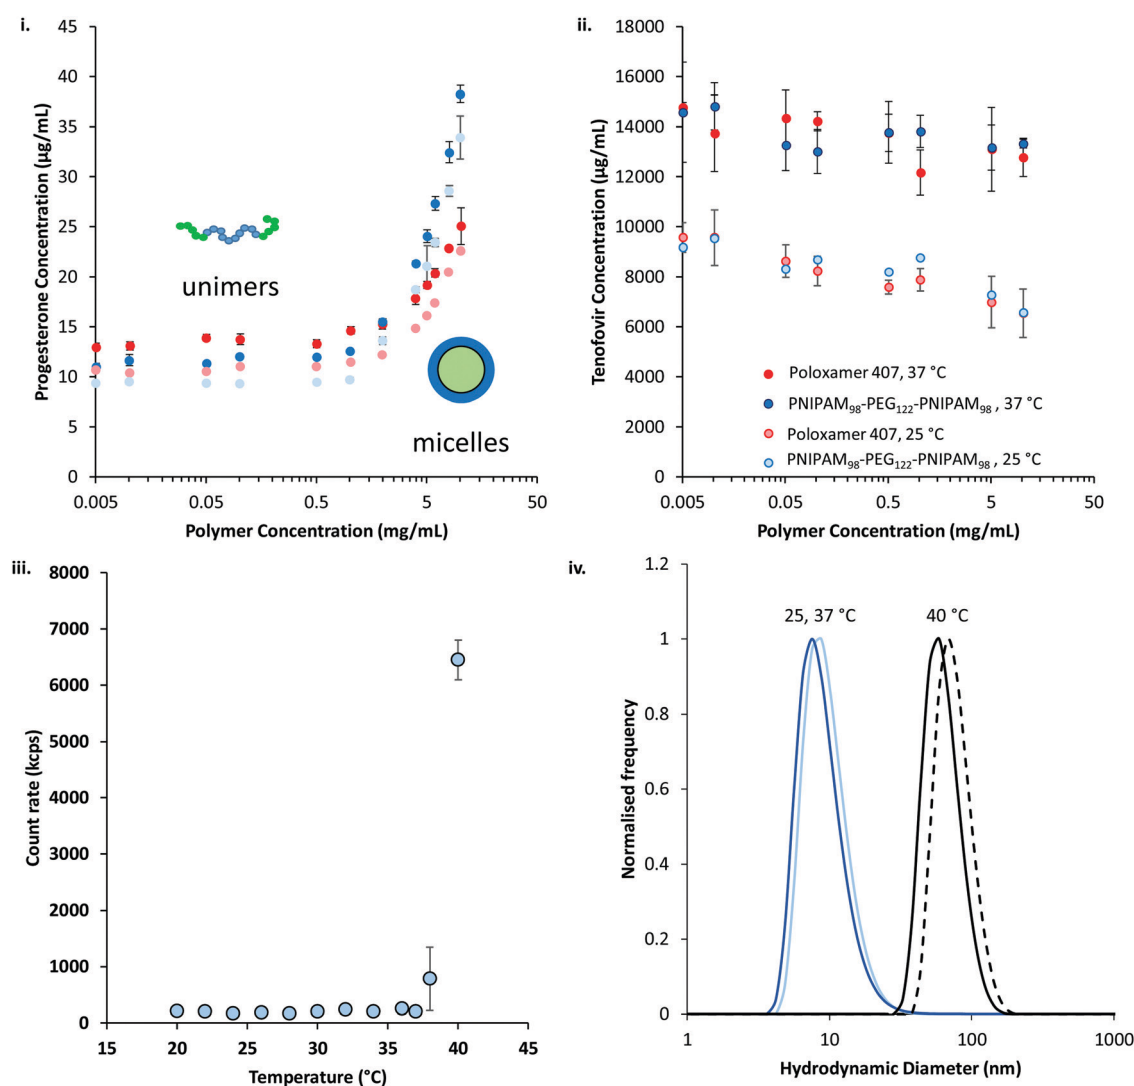 i.
45
40
35
30
25
20
15
10
5
0
Progesterone Concentration (µg/mL)
unimers
micelles
0.005
0.05
0.5
5
50
Polymer Concentration (mg/mL)
ii.
18000
16000
14000
12000
10000
8000
6000
4000
2000
0
Tenofovir Concentration (µg/mL)
Poloxamer 407, 37 °C
PNIPAM98-PEG122-PNIPAM98 , 37 °C
Poloxamer 407, 25 °C
PNIPAM98-PEG122-PNIPAM98 , 25 °C
0.005
0.05
0.5
5
50
Polymer Concentration (mg/mL)
iii.
8000
7000
6000
5000
4000
3000
2000
1000
0
Count rate (kcps)
15
20
25
30
35
40
45
Temperature (°C)
iv.
1.2
1
0.8
0.6
0.4
0.2
0
Normalised frequency
25, 37 °C
40 °C
1
10
100
1000
Hydrodynamic Diameter (nm)